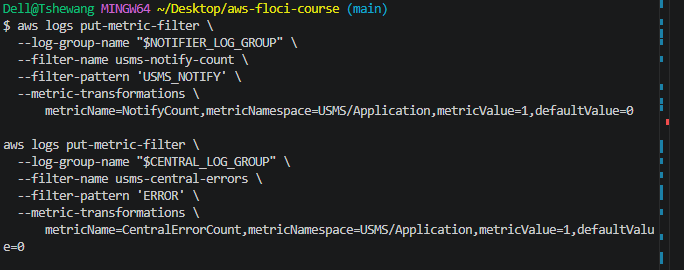 Dell@Tshewang MINGW64 ~/Desktop/aws-floci-course (main)
$ aws logs put-metric-filter \
  --log-group-name "$NOTIFIER_LOG_GROUP" \
  --filter-name usms-notify-count \
  --filter-pattern 'USMS_NOTIFY' \
  --metric-transformations \
      metricName=NotifyCount,metricNamespace=USMS/Application,metricValue=1,defaultValue=0

aws logs put-metric-filter \
  --log-group-name "$CENTRAL_LOG_GROUP" \
  --filter-name usms-central-errors \
  --filter-pattern 'ERROR' \
  --metric-transformations \
      metricName=CentralErrorCount,metricNamespace=USMS/Application,metricValue=1,defaultValu
e=0